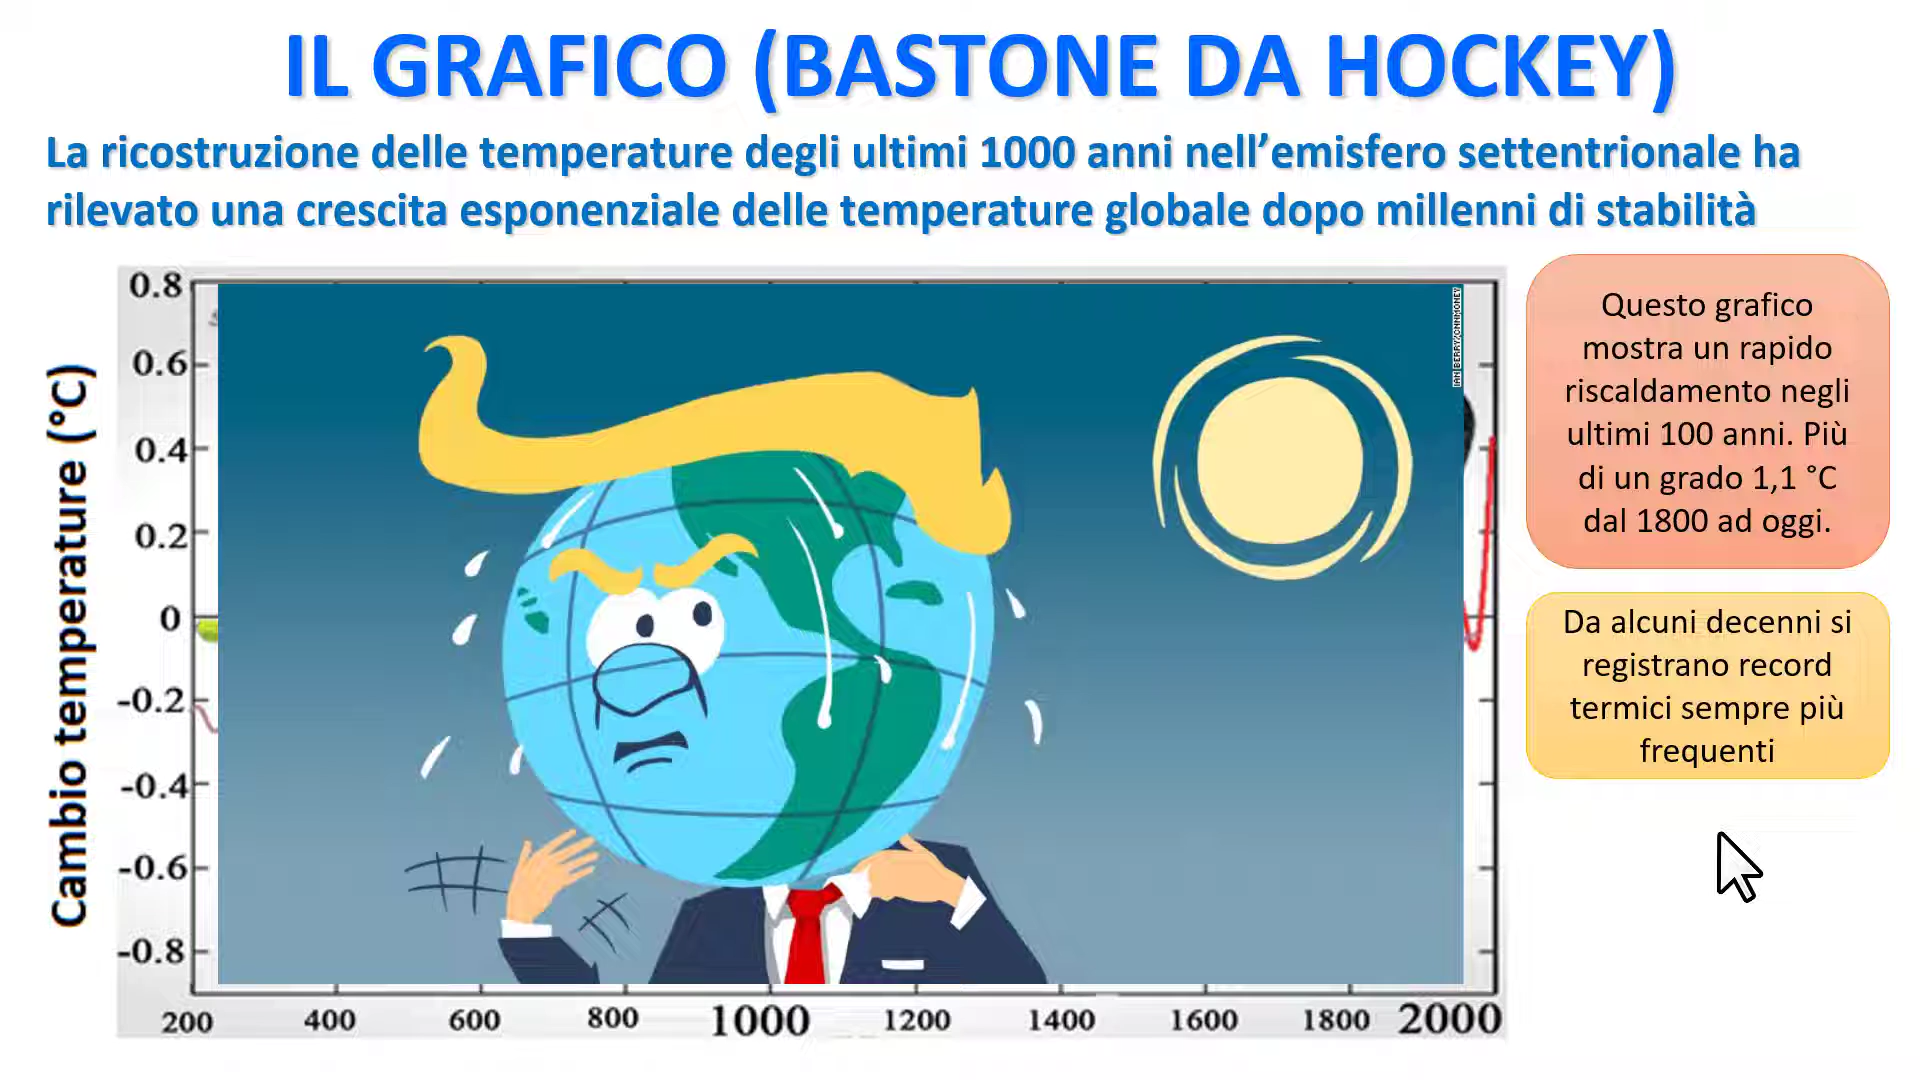 IL GRAFICO (BASTONE DA HOCKEY)
La ricostruzione delle temperature degli ultimi 1000 anni nell’emisfero settentrionale ha
rilevato una crescita esponenziale delle temperature globale dopo millenni di stabilità
Cambio temperature (°C)
0.8
0.6
0.4
0.2
0
-0.2
-0.4
-0.6
-0.8
200 400 600 800 1000 1200 1400 1600 1800 2000
IAN BERRY/CNNMONEY
Questo grafico
mostra un rapido
riscaldamento negli
ultimi 100 anni. Più
di un grado 1,1 °C
dal 1800 ad oggi.
Da alcuni decenni si
registrano record
termici sempre più
frequenti